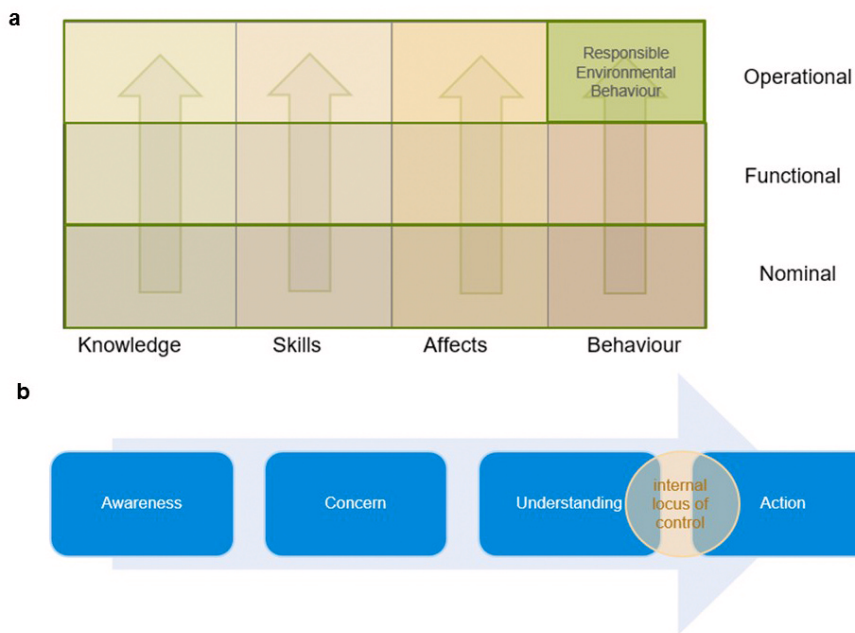 a
Responsible
Environmental
Behaviour
Operational
Functional
Nominal
Knowledge
Skills
Affects
Behaviour
b
Awareness
Concern
Understanding
internal
locus of
control
Action